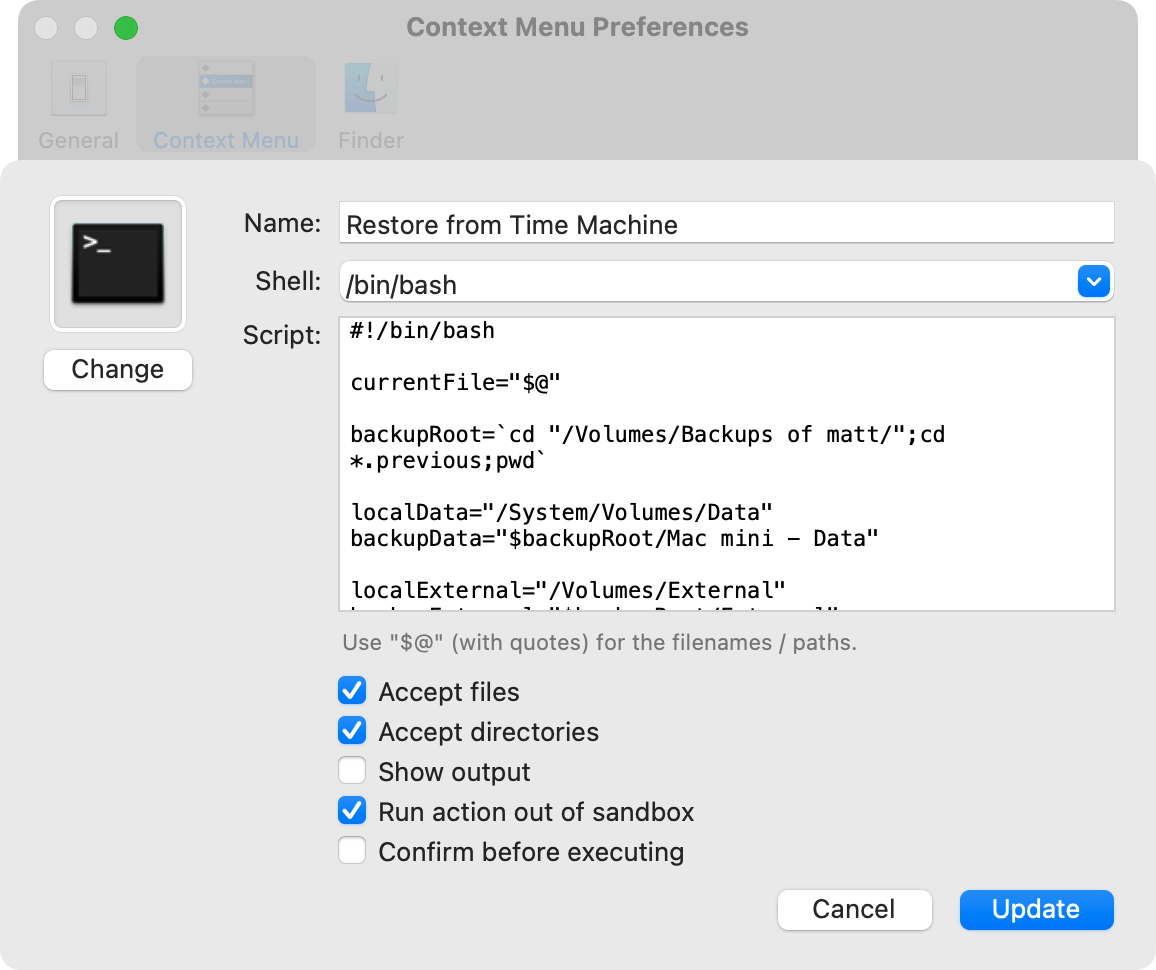 Context Menu Preferences
General
Context Menu
Finder
>_
Change
Name:
Restore from Time Machine
Shell:
/bin/bash
Script:
#!/bin/bash
currentFile="$@"
backupRoot=`cd "/Volumes/Backups of matt/";cd
*.previous;pwd`
localData="/System/Volumes/Data"
backupData="$backupRoot/Mac mini - Data"
localExternal="/Volumes/External"
Use "$@" (with quotes) for the filenames / paths.
Accept files
Accept directories
Show output
Run action out of sandbox
Confirm before executing
Cancel
Update